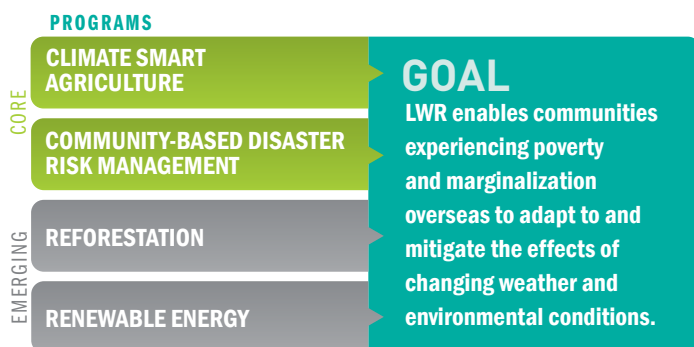 PROGRAMS
CORE
CLIMATE SMART
AGRICULTURE
COMMUNITY-BASED DISASTER
RISK MANAGEMENT
EMERGING
REFORESTATION
RENEWABLE ENERGY
GOAL
LWR enables communities
experiencing poverty
and marginalization
overseas to adapt to and
mitigate the effects of
changing weather and
environmental conditions.